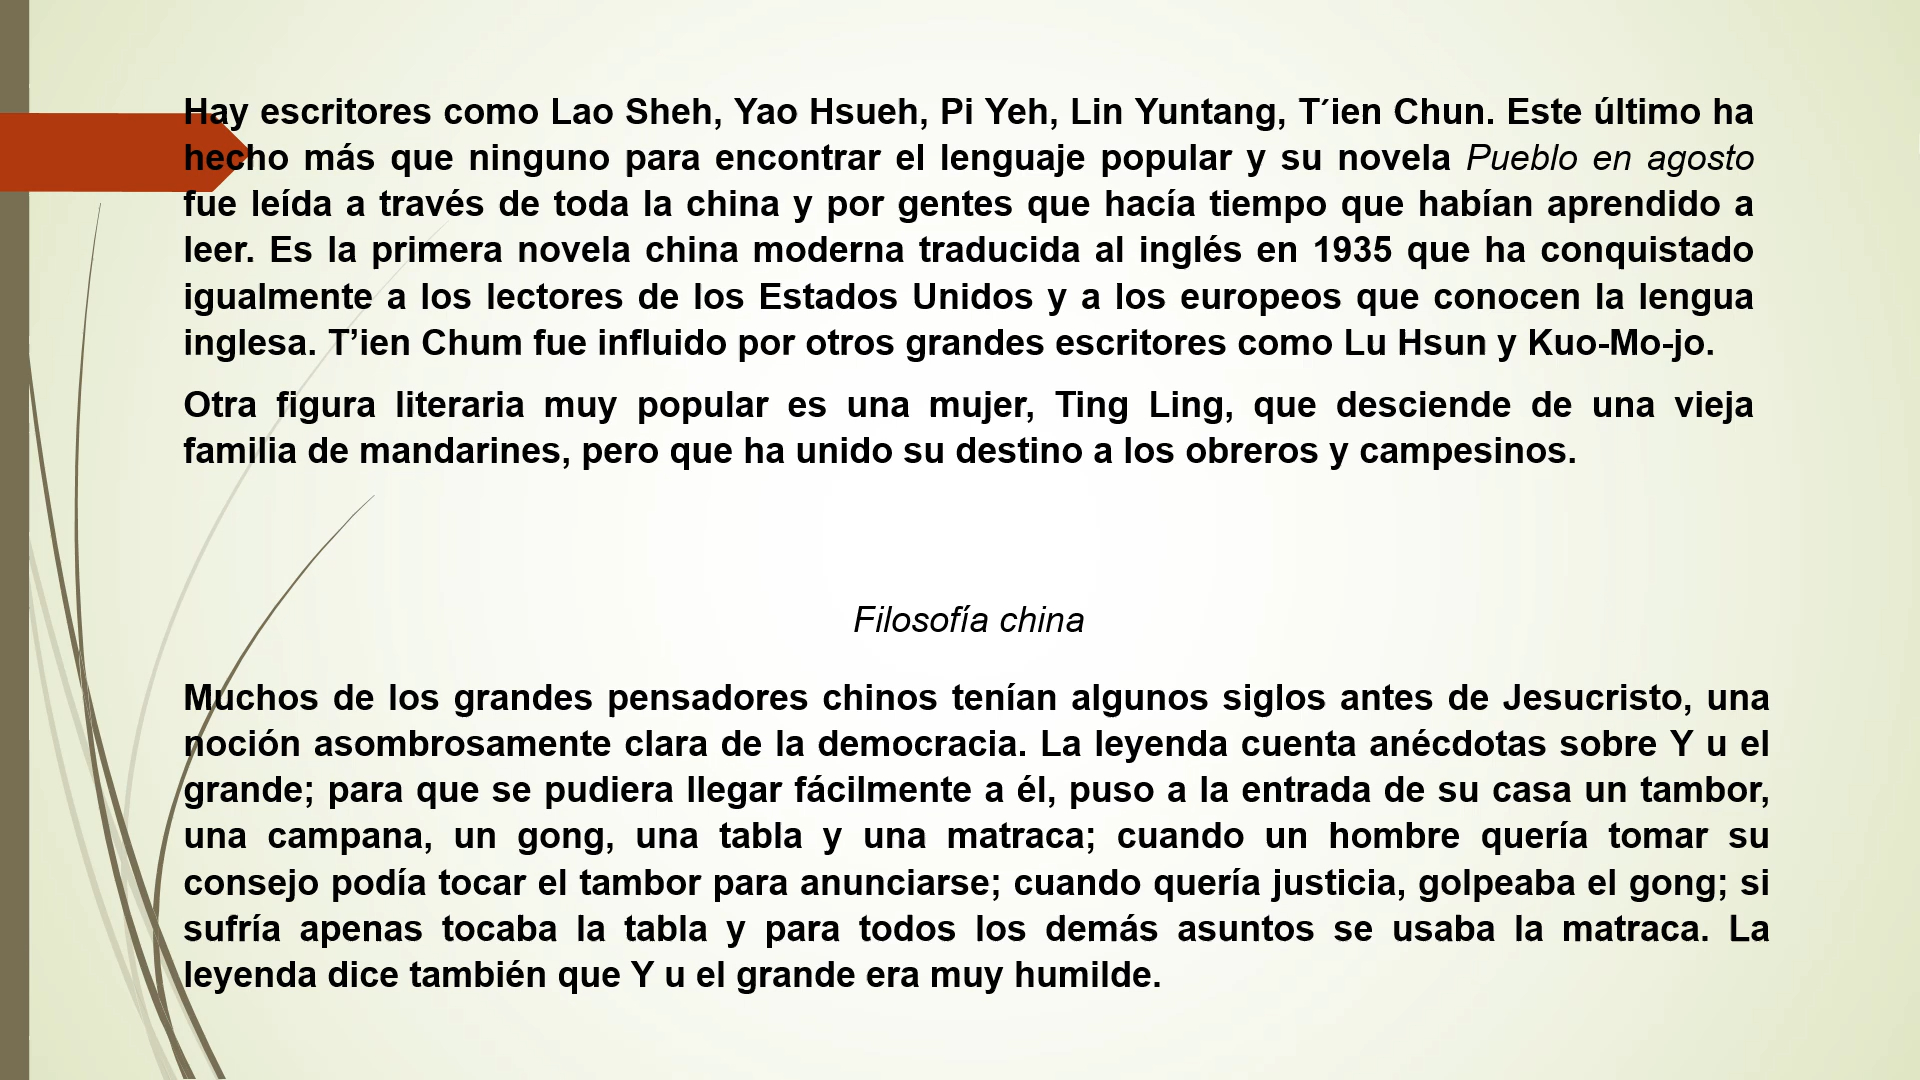 Hay escritores como Lao Sheh, Yao Hsueh, Pi Yeh, Lin Yuntang, T´ien Chun. Este último ha
hecho más que ninguno para encontrar el lenguaje popular y su novela Pueblo en agosto
fue leída a través de toda la china y por gentes que hacía tiempo que habían aprendido a
leer. Es la primera novela china moderna traducida al inglés en 1935 que ha conquistado
igualmente a los lectores de los Estados Unidos y a los europeos que conocen la lengua
inglesa. T’ien Chum fue influido por otros grandes escritores como Lu Hsun y Kuo-Mo-jo.
Otra figura literaria muy popular es una mujer, Ting Ling, que desciende de una vieja
familia de mandarines, pero que ha unido su destino a los obreros y campesinos.
Filosofía china
Muchos de los grandes pensadores chinos tenían algunos siglos antes de Jesucristo, una
noción asombrosamente clara de la democracia. La leyenda cuenta anécdotas sobre Y u el
grande; para que se pudiera llegar fácilmente a él, puso a la entrada de su casa un tambor,
una campana, un gong, una tabla y una matraca; cuando un hombre quería tomar su
consejo podía tocar el tambor para anunciarse; cuando quería justicia, golpeaba el gong; si
sufría apenas tocaba la tabla y para todos los demás asuntos se usaba la matraca. La
leyenda dice también que Y u el grande era muy humilde.